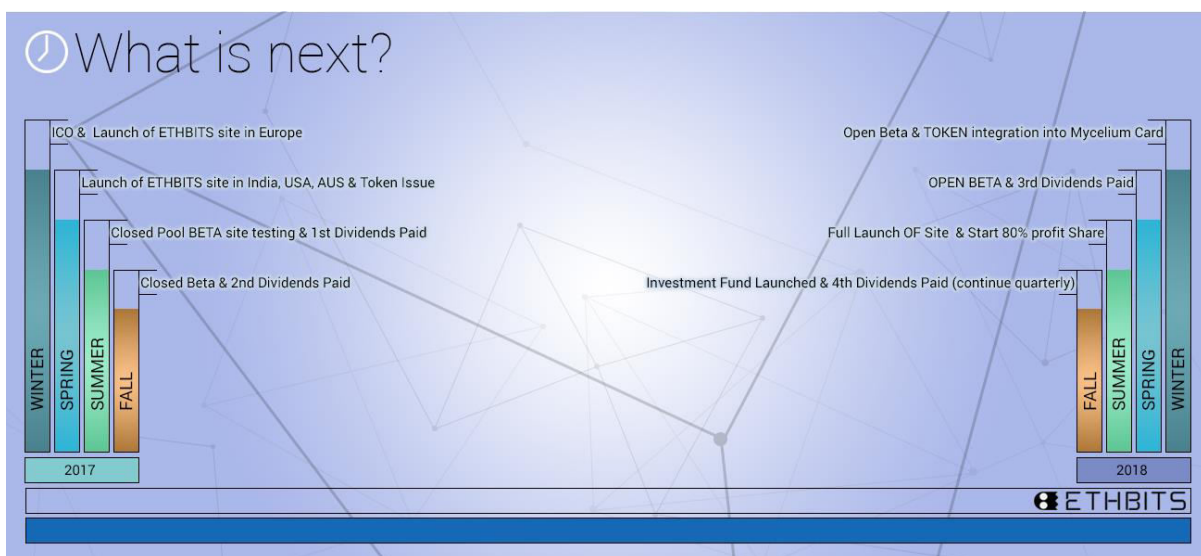 What is next?
ICO & Launch of ETHBITS site in Europe
Launch of ETHBITS site in India, USA, AUS & Token Issue
Closed Pool BETA site testing & 1st Dividends Paid
Closed Beta & 2nd Dividends Paid
WINTER
SPRING
SUMMER
FALL
2017
Open Beta & TOKEN integration into Mycelium Card
OPEN BETA & 3rd Dividends Paid
Full Launch OF Site & Start 80% profit Share
Investment Fund Launched & 4th Dividends Paid (continue quarterly)
FALL
SUMMER
SPRING
WINTER
2018
ETHBITS